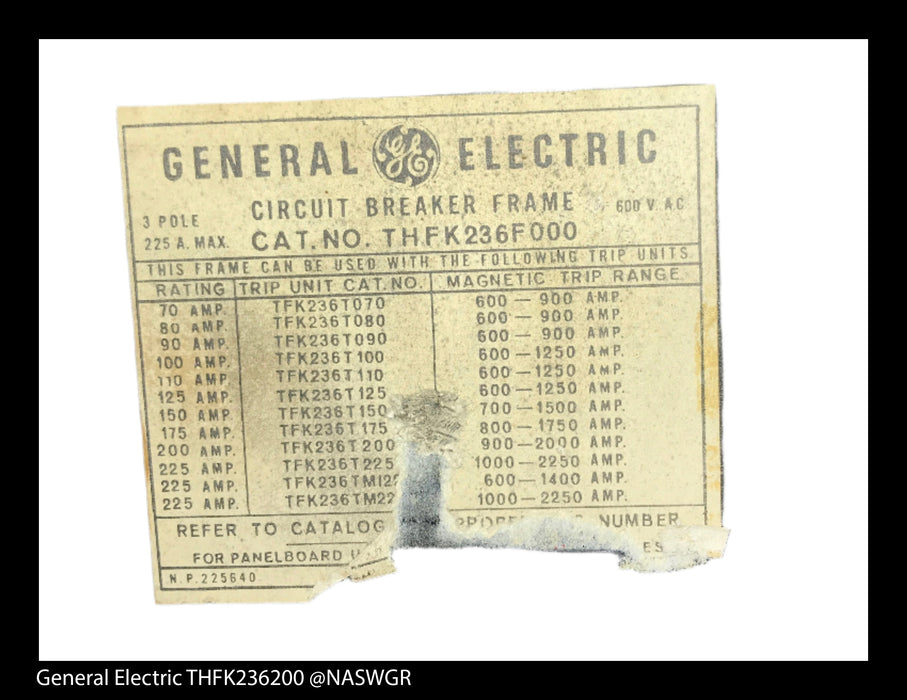 GENERAL GE ELECTRIC
CIRCUIT BREAKER FRAME
3 POLE 600 V. AC
225 A. MAX. CAT. NO. THFK236F000
THIS FRAME CAN BE USED WITH THE FOLLOWING TRIP UNITS
RATING TRIP UNIT CAT. NO. MAGNETIC TRIP RANGE
70 AMP. TFK236T070 600 — 900 AMP.
80 AMP. TFK236T080 600 — 900 AMP.
90 AMP. TFK236T090 600 — 900 AMP.
100 AMP. TFK236T100 600 — 1250 AMP.
110 AMP. TFK236T110 600 — 1250 AMP.
125 AMP. TFK236T125 600 — 1250 AMP.
150 AMP. TFK236T150 700 — 1500 AMP.
175 AMP. TFK236T175 800 — 1750 AMP.
200 AMP. TFK236T200 900 — 2000 AMP.
225 AMP. TFK236T225 1000 — 2250 AMP.
225 AMP. 600 — 1400 AMP.
225 AMP. TFK236TM22 1000 — 2250 AMP.
REFER TO CATALOG NUMBER
FOR PANELBOARD ES
N.P. 225640
General Electric THFK236200 @NASWGR